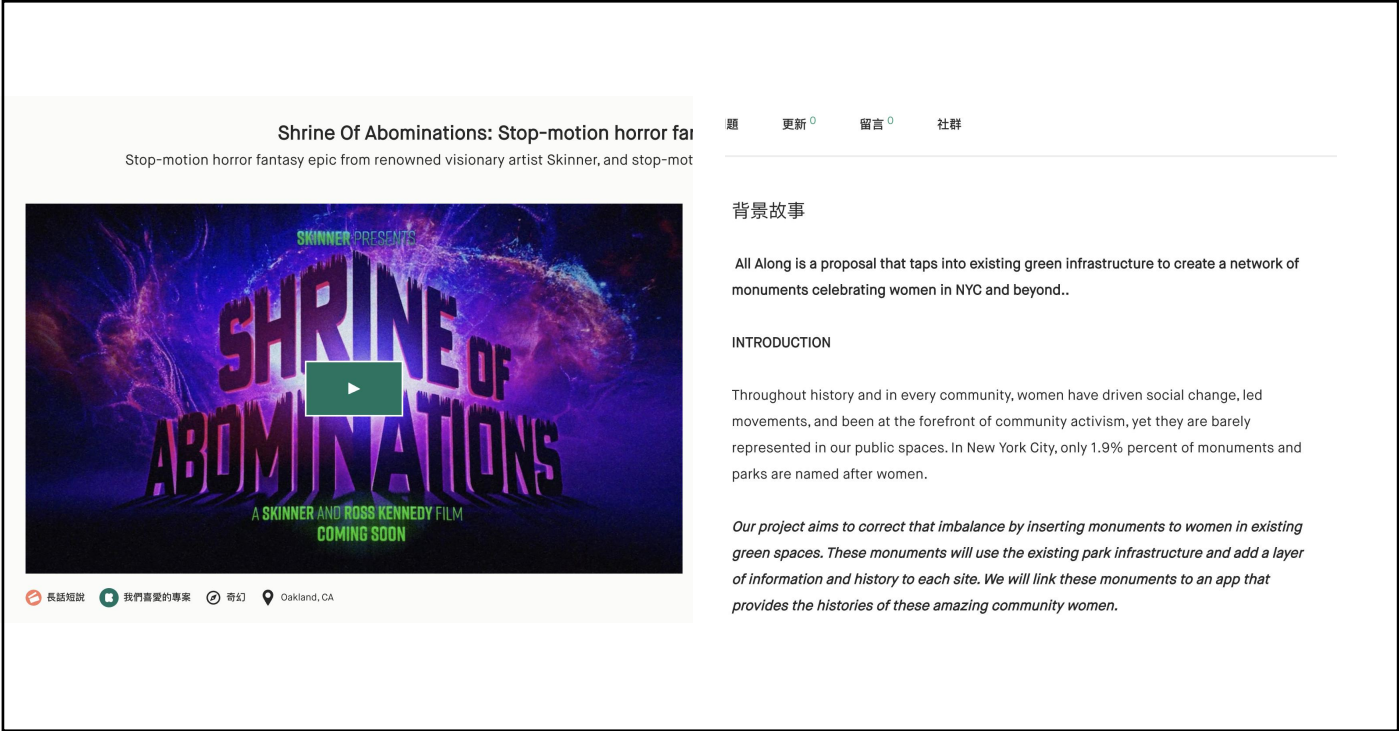 Shrine Of Abominations: Stop-motion horror
Stop-motion horror fantasy epic from renowned visionary artist Skinner, and
SKINNER PRESENTS
SHRINE OF
ABOMINATIONS
A SKINNER AND ROSS KENNEDY FILM
COMING SOON
長話短說 我們喜愛的專案 奇幻 Oakland, CA
題 更新 0 留言 0 社群
背景故事
All Along is a proposal that taps into existing green infrastructure to create a network of
monuments celebrating women in NYC and beyond..
INTRODUCTION
Throughout history and in every community, women have driven social change, led
movements, and been at the forefront of community activism, yet they are barely
represented in our public spaces. In New York City, only 1.9% percent of monuments and
parks are named after women.
Our project aims to correct that imbalance by inserting monuments to women in existing
green spaces. These monuments will use the existing park infrastructure and add a layer
of information and history to each site. We will link these monuments to an app that
provides the histories of these amazing community women.